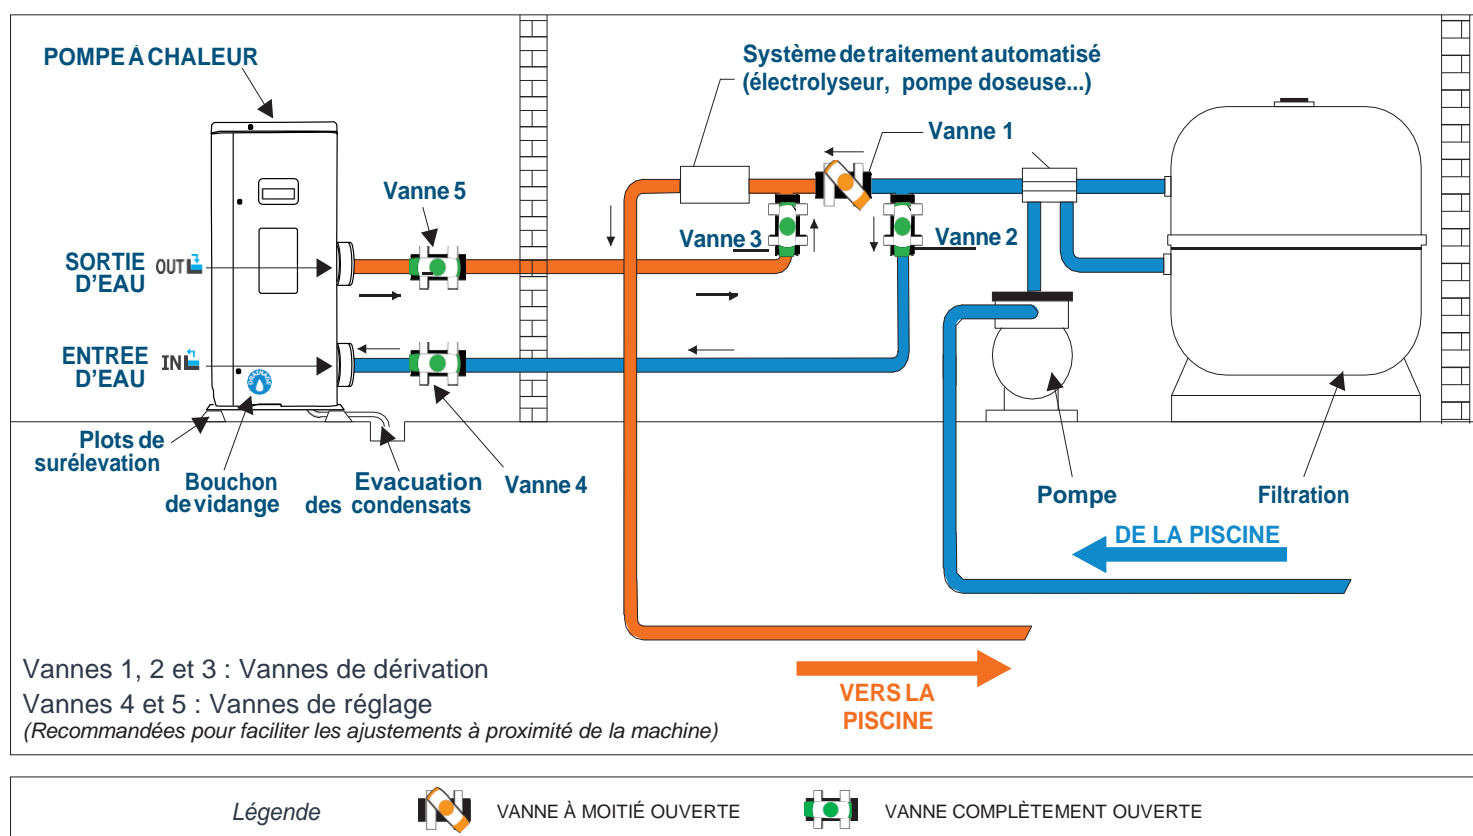 POMPE À CHALEUR
Système de traitement automatisé
(électrolyseur, pompe doseuse...)
Vanne 1
Vanne 5
Vanne 3
Vanne 2
SORTIE
D'EAU
OUT
ENTREE
D'EAU
IN
Plots de
surélevation
Bouchon
de vidange
Evacuation
des condensats
Vanne 4
Pompe
Filtration
DE LA PISCINE
VERS LA
PISCINE
Vannes 1, 2 et 3 : Vannes de dérivation
Vannes 4 et 5 : Vannes de réglage
(Recommandées pour faciliter les ajustements à proximité de la machine)
Légende
VANNE À MOITIÉ OUVERTE
VANNE COMPLÈTEMENT OUVERTE